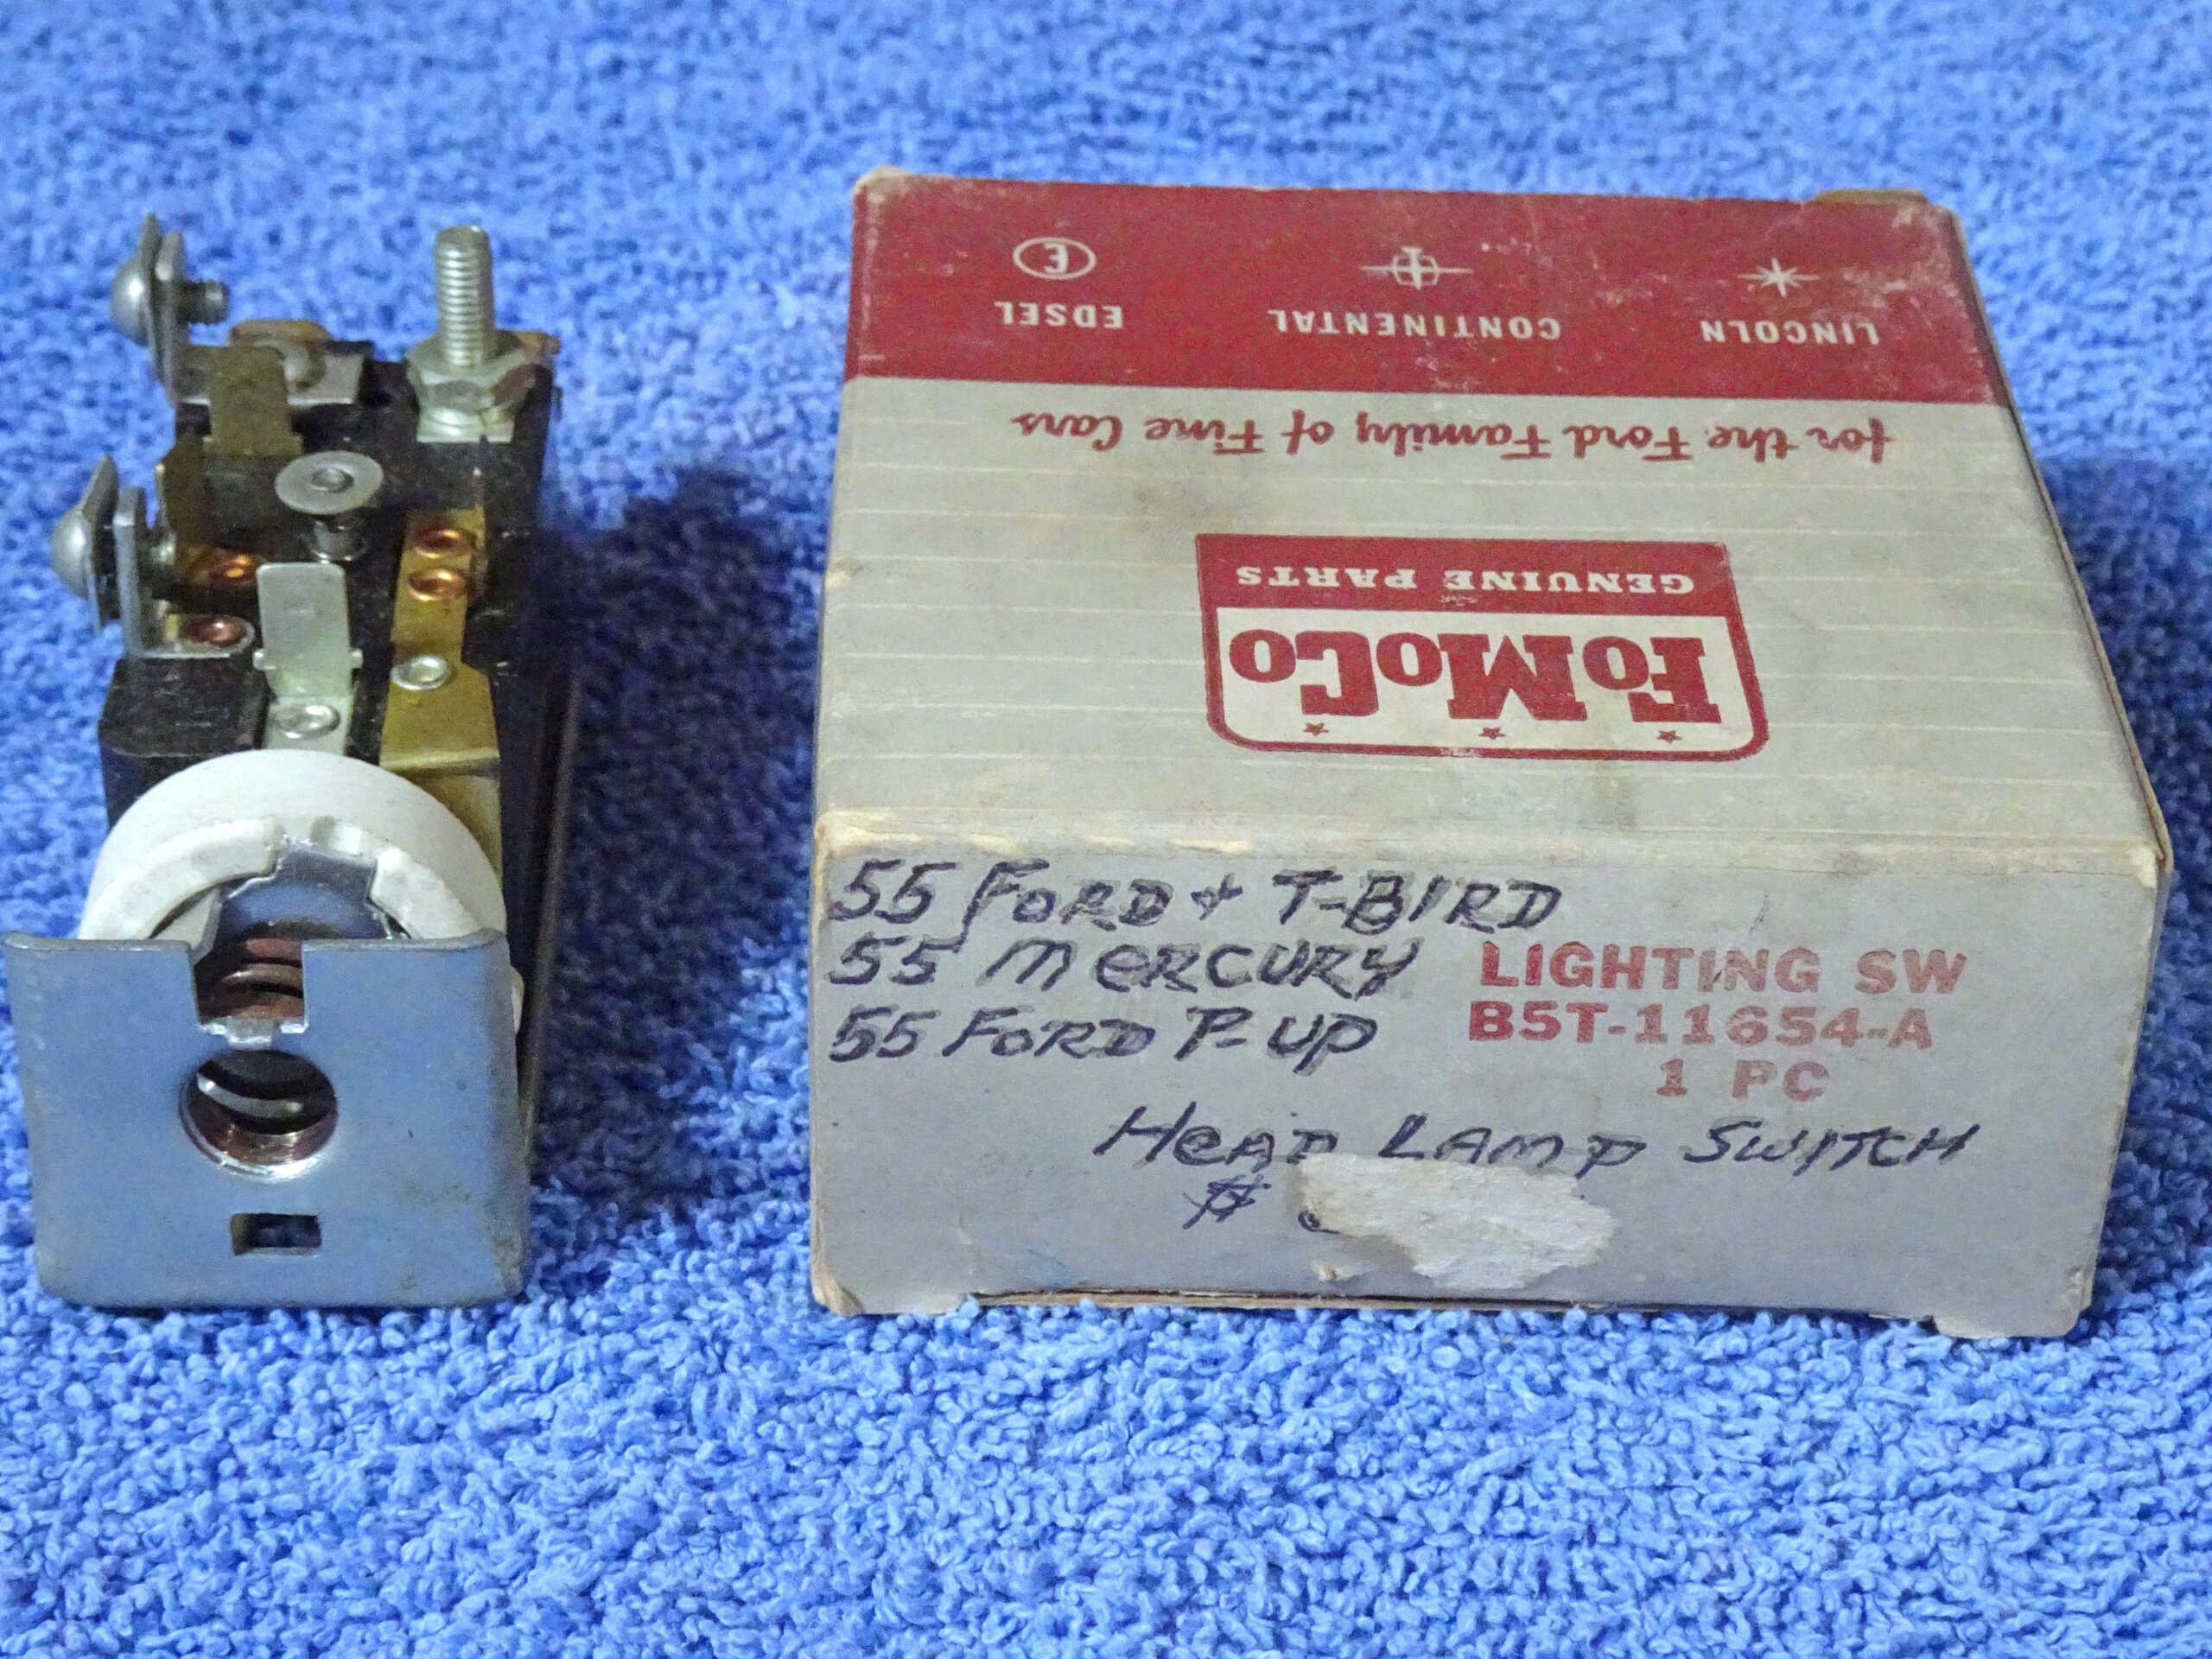 LINCOLN CONTINENTAL EDSEL
for the Ford Family of Fine Cars
GENUINE PARTS
FoMoCo
55 FORD + T-BIRD
55 MERCURY
55 FORD P-UP
LIGHTING SW
B5T-11654-A
1 PC
HEAD LAMP SWITCH
$